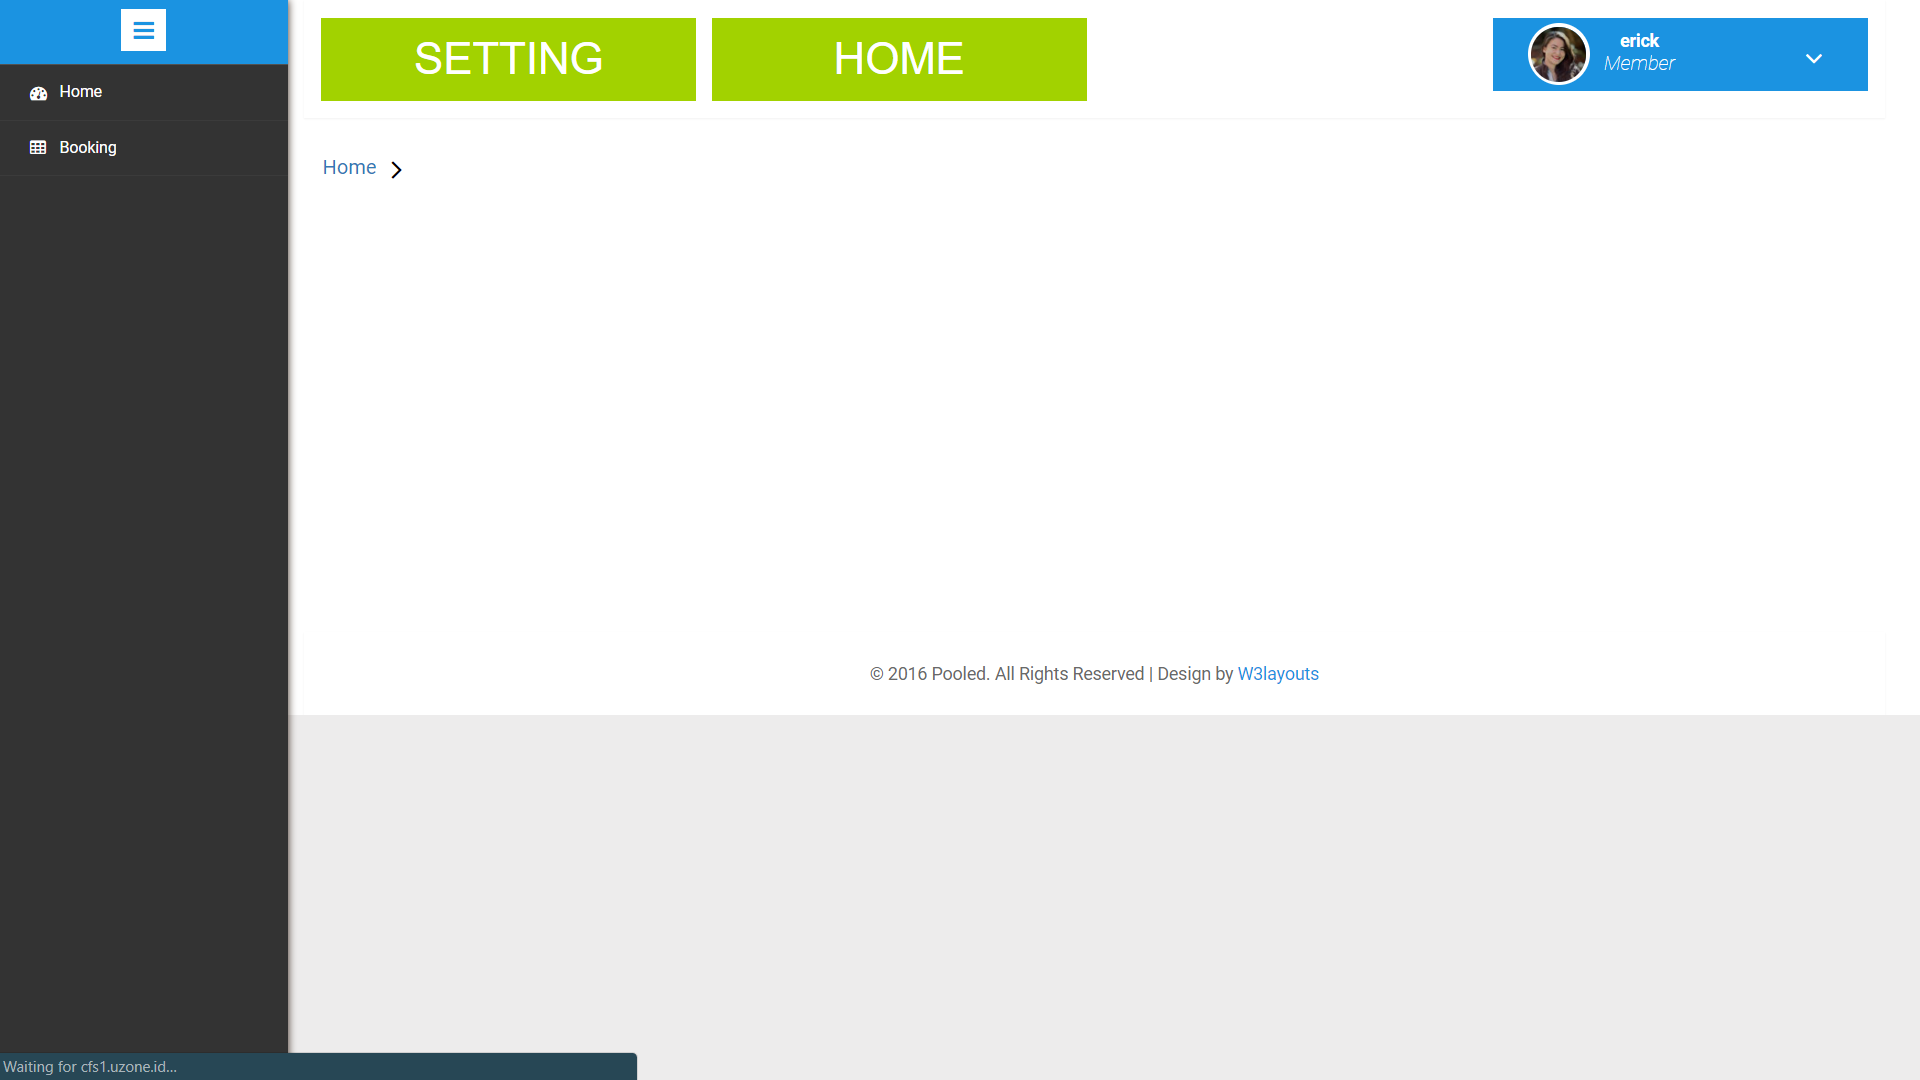 SETTING
HOME
erick
Member
Home
Booking
Home
© 2016 Pooled. All Rights Reserved | Design by W3layouts
Waiting for cfs1.uzone.id...